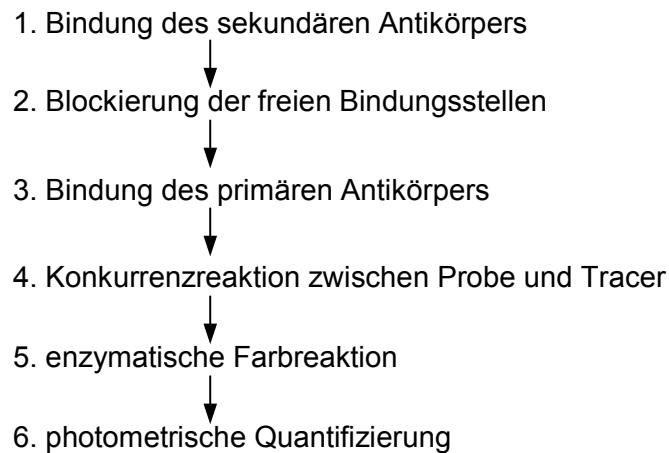 1. Bindung des sekundären Antikörpers
2. Blockierung der freien Bindungsstellen
3. Bindung des primären Antikörpers
4. Konkurrenzreaktion zwischen Probe und Tracer
5. enzymatische Farbreaktion
6. photometrische Quantifizierung